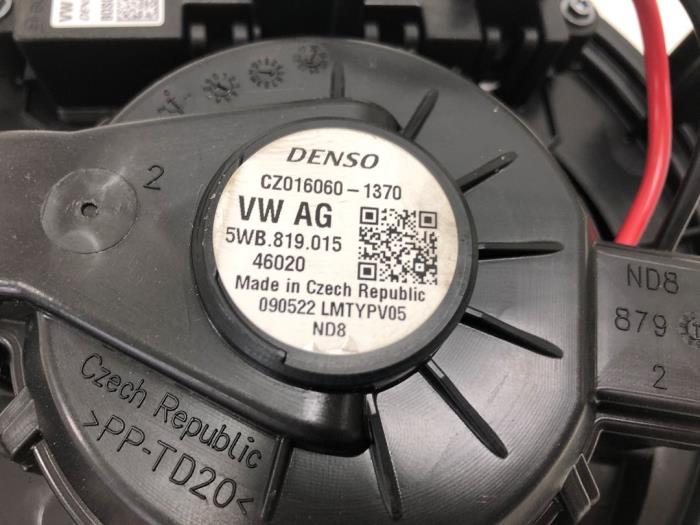 VW
DENSO
CZ016060-1370
VW AG
5WB.819.015
46020
Made in Czech Republic
090522 LMTYPV05
ND8
2
ND8
879
2
Czech Republic
>PP-TD20<